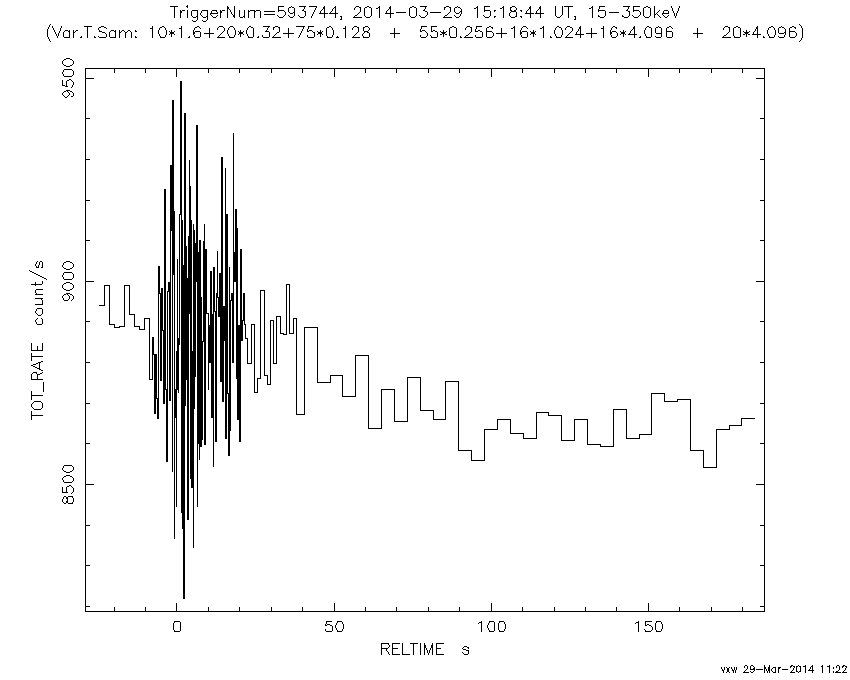 TriggerNum=593744, 2014-03-29 15:18:44 UT, 15-350keV
(Var.T.Sam: 10*1.6+20*0.32+75*0.128 + 55*0.256+16*1.024+16*4.096 + 20*4.096)
9500
9000
8500
TOT_RATE count/s
0 50 100 150
RELTIME s
vxw 29-Mar-2014 11:22